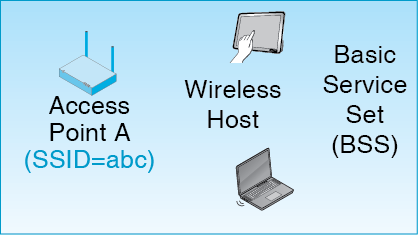 Access
Point A
(SSID=abc)
Wireless
Host
Basic
Service
Set
(BSS)